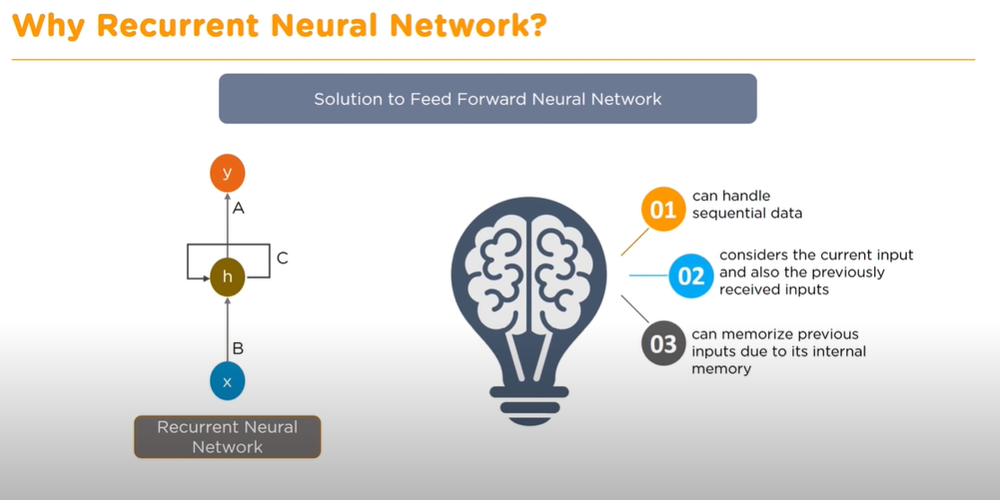 Why Recurrent Neural Network?
Solution to Feed Forward Neural Network
y
A
C
h
B
x
Recurrent Neural
Network
01
can handle
sequential data
02
considers the current input
and also the previously
received inputs
03
can memorize previous
inputs due to its internal
memory